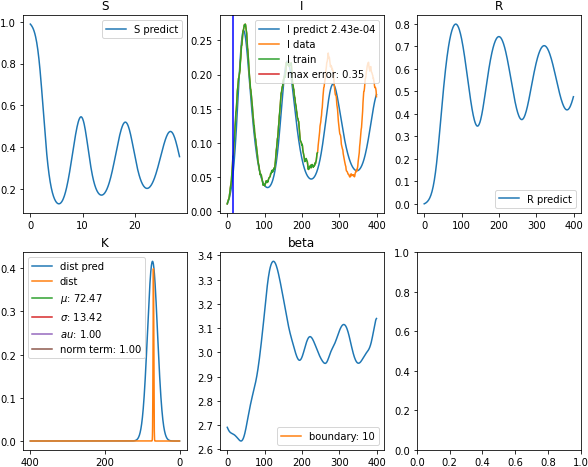 S
I
R
1.0
0.8
0.6
0.4
0.2
S predict
0 10 20
0.25
0.20
0.15
0.10
0.05
0.00
I predict 2.43e-04
I data
I train
max error: 0.35
0 100 200 300 400
0.8
0.7
0.6
0.5
0.4
0.3
0.2
0.1
0.0
R predict
0 100 200 300 400
K
beta
0.4
0.3
0.2
0.1
0.0
dist pred
dist
μ: 72.47
σ: 13.42
au: 1.00
norm term: 1.00
400 200 0
3.4
3.3
3.2
3.1
3.0
2.9
2.8
2.7
2.6
boundary: 10
0 100 200 300 400
1.0
0.8
0.6
0.4
0.2
0.0
0.0 0.2 0.4 0.6 0.8 1.0